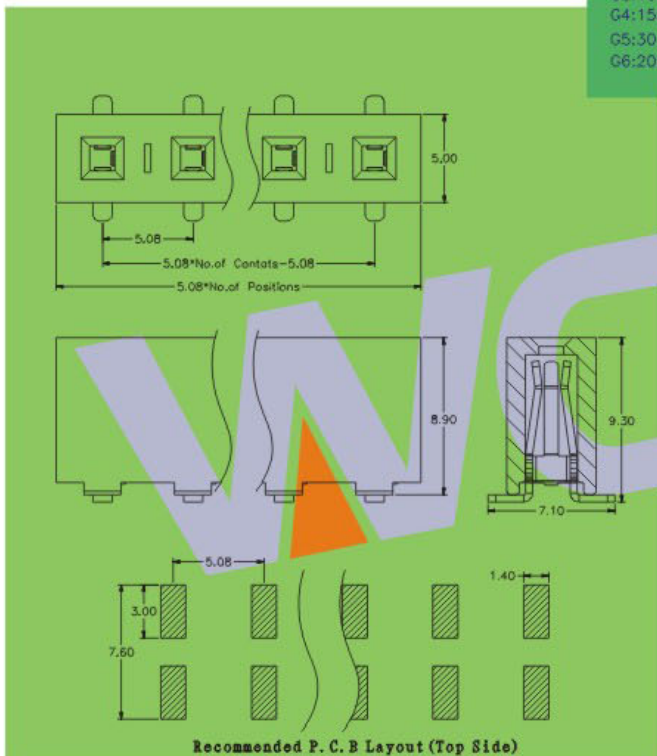 G4:15
G5:30
G6:20
5.00
5.08
5.08*No.of Contats-5.08
5.08*No.of Positions
8.90
9.30
7.10
5.08
1.40
3.00
7.60
Recommended P.C.B Layout (Top Side)